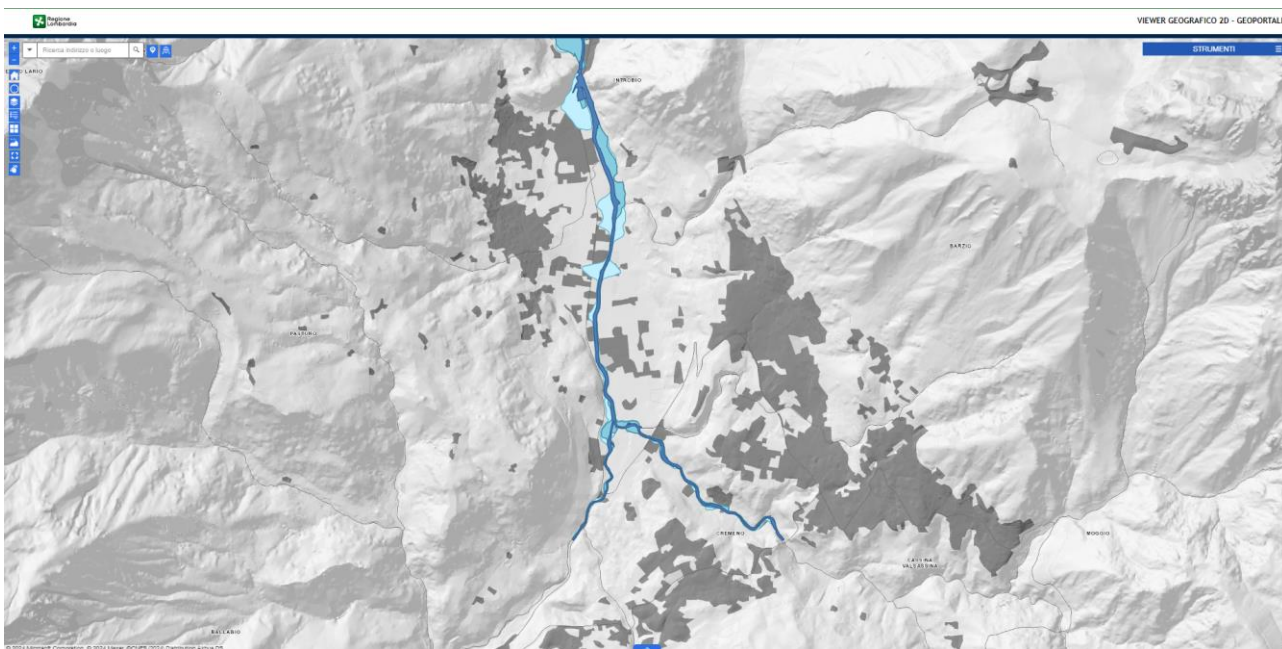 Regione
Lombardia
VIEWER GEOGRAFICO 2D - GEOPORTALE
Ricerca indirizzo o luogo
STRUMENTI
INTROBIO
BARZIO
PASTURO
CREMENO
MOGGIO
CASSINA
VALSASSINA
BALLABIO